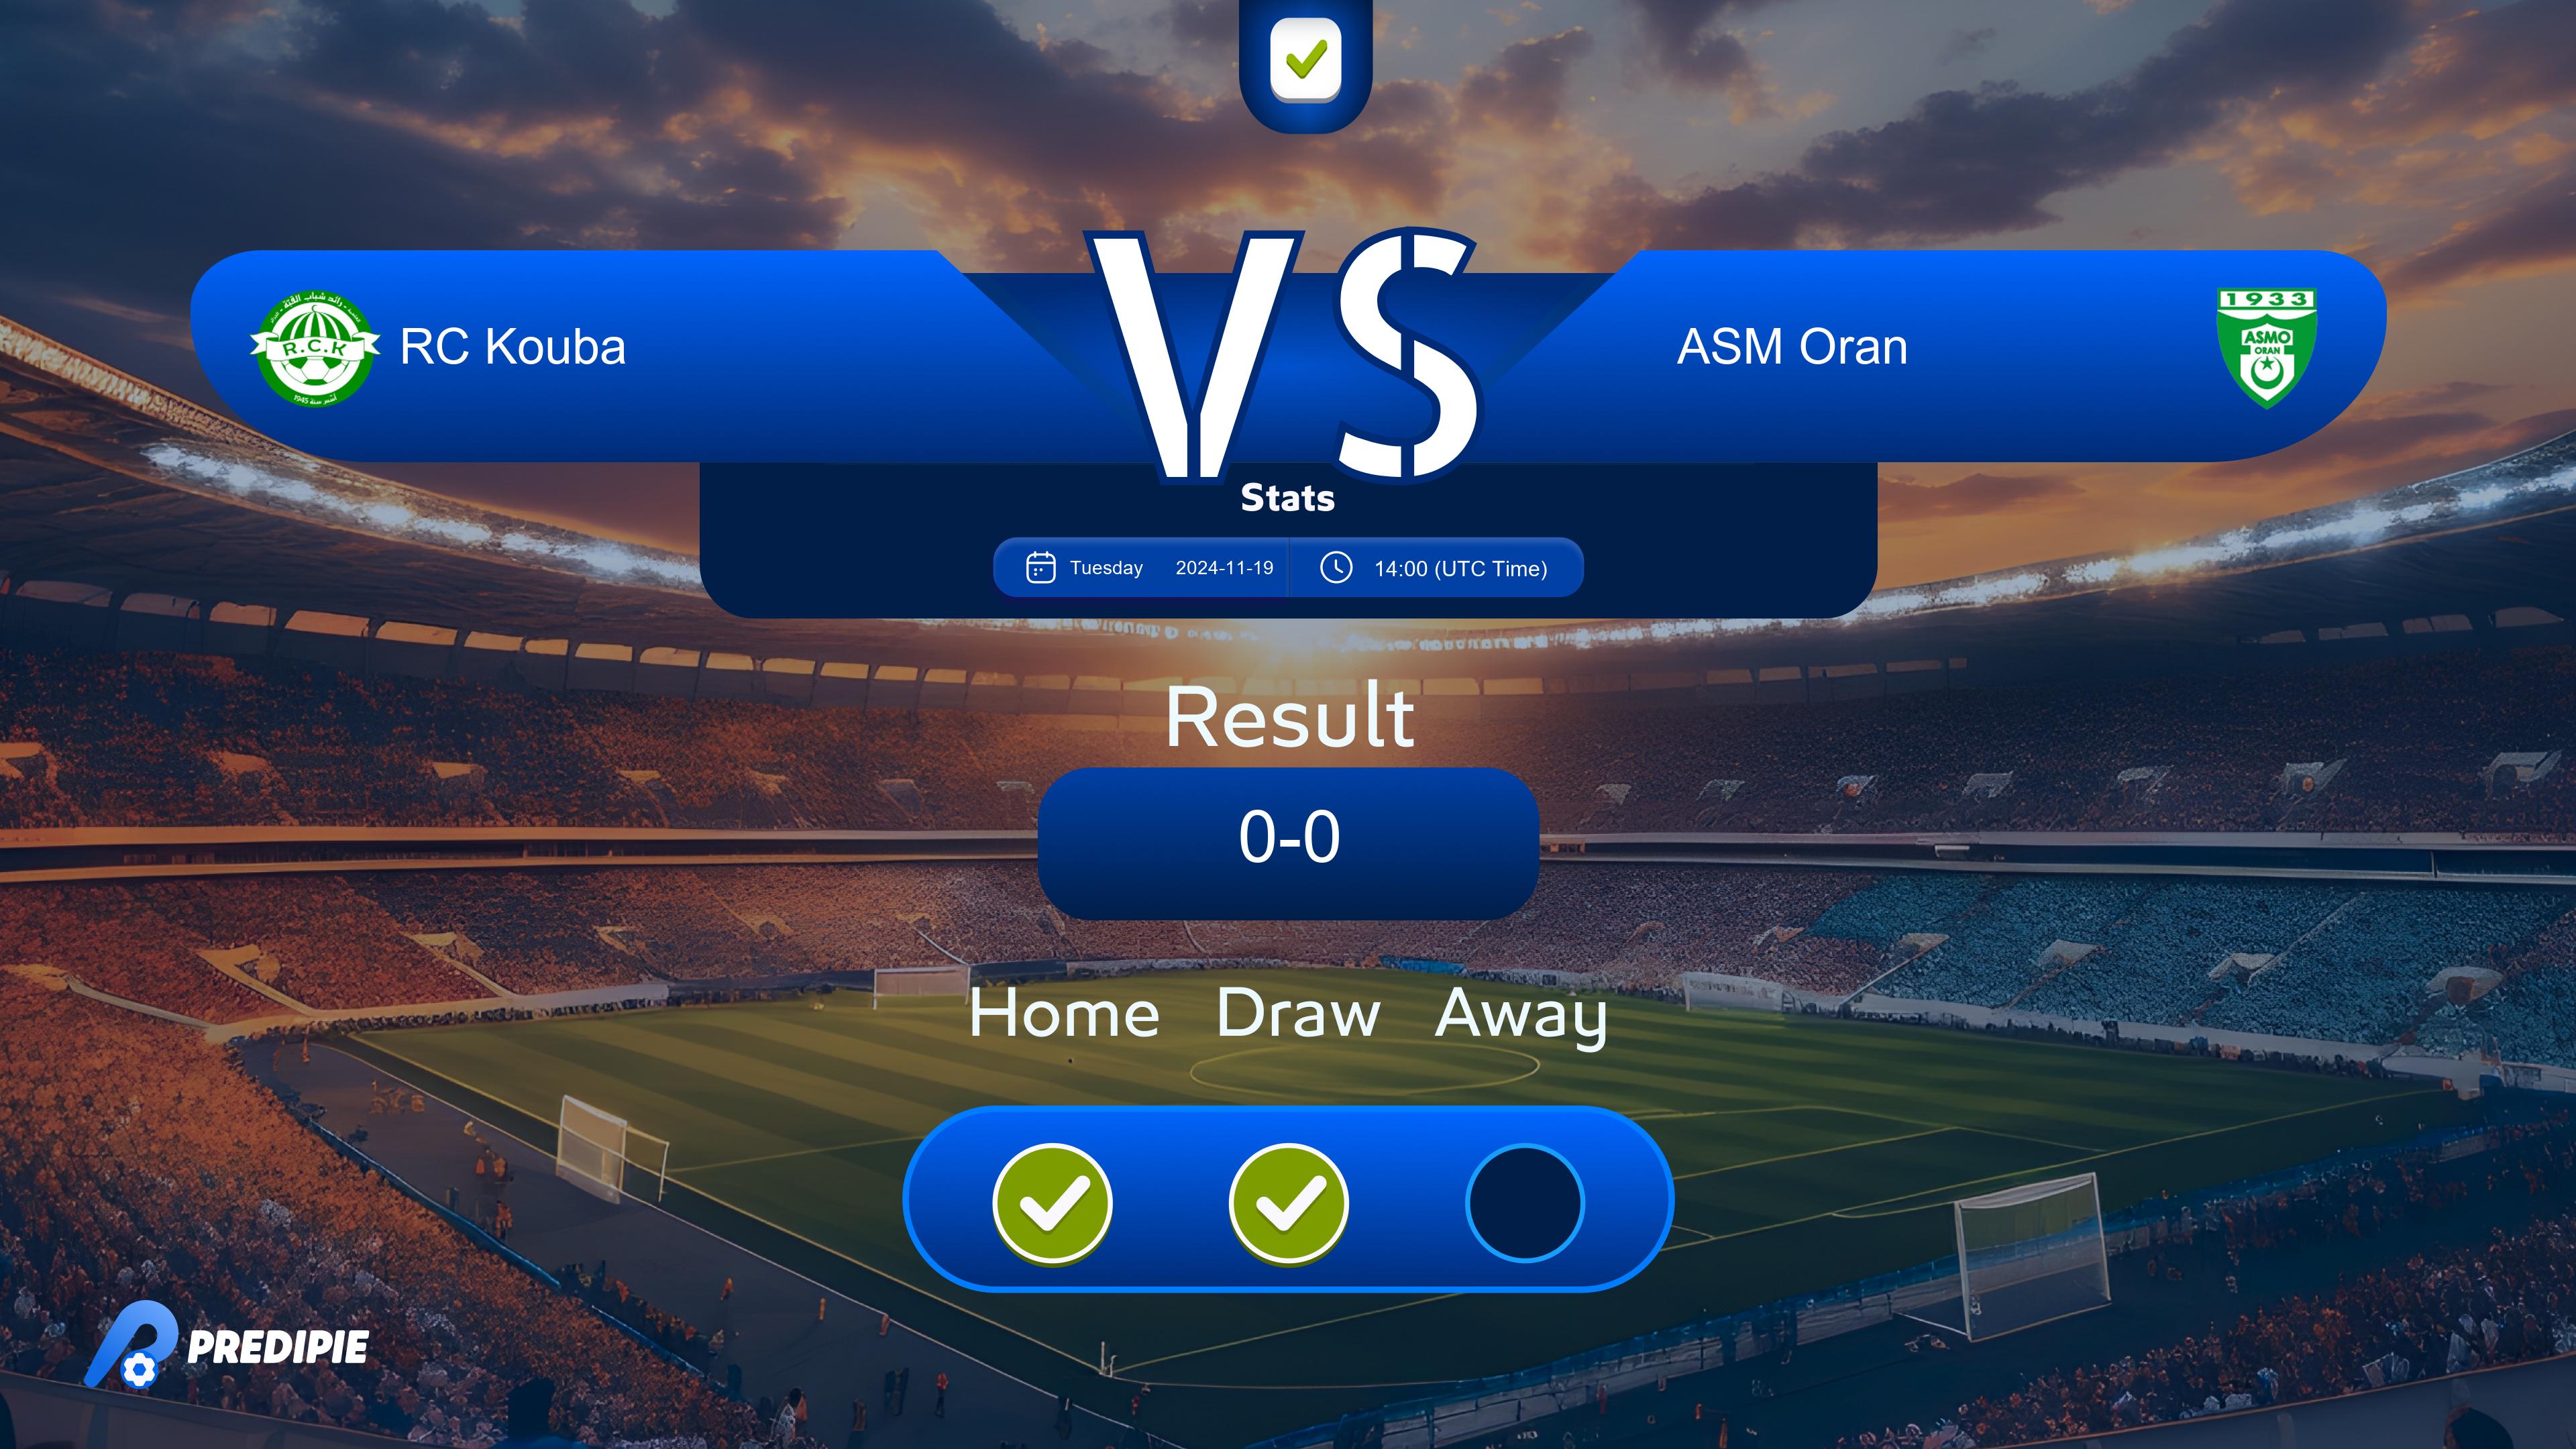 VS
RC Kouba
ASM Oran
R.C.K
1933
ASMO
ORAN
Stats
Tuesday 2024-11-19 14:00 (UTC Time)
Result
0-0
Home Draw Away
PREDIPIE